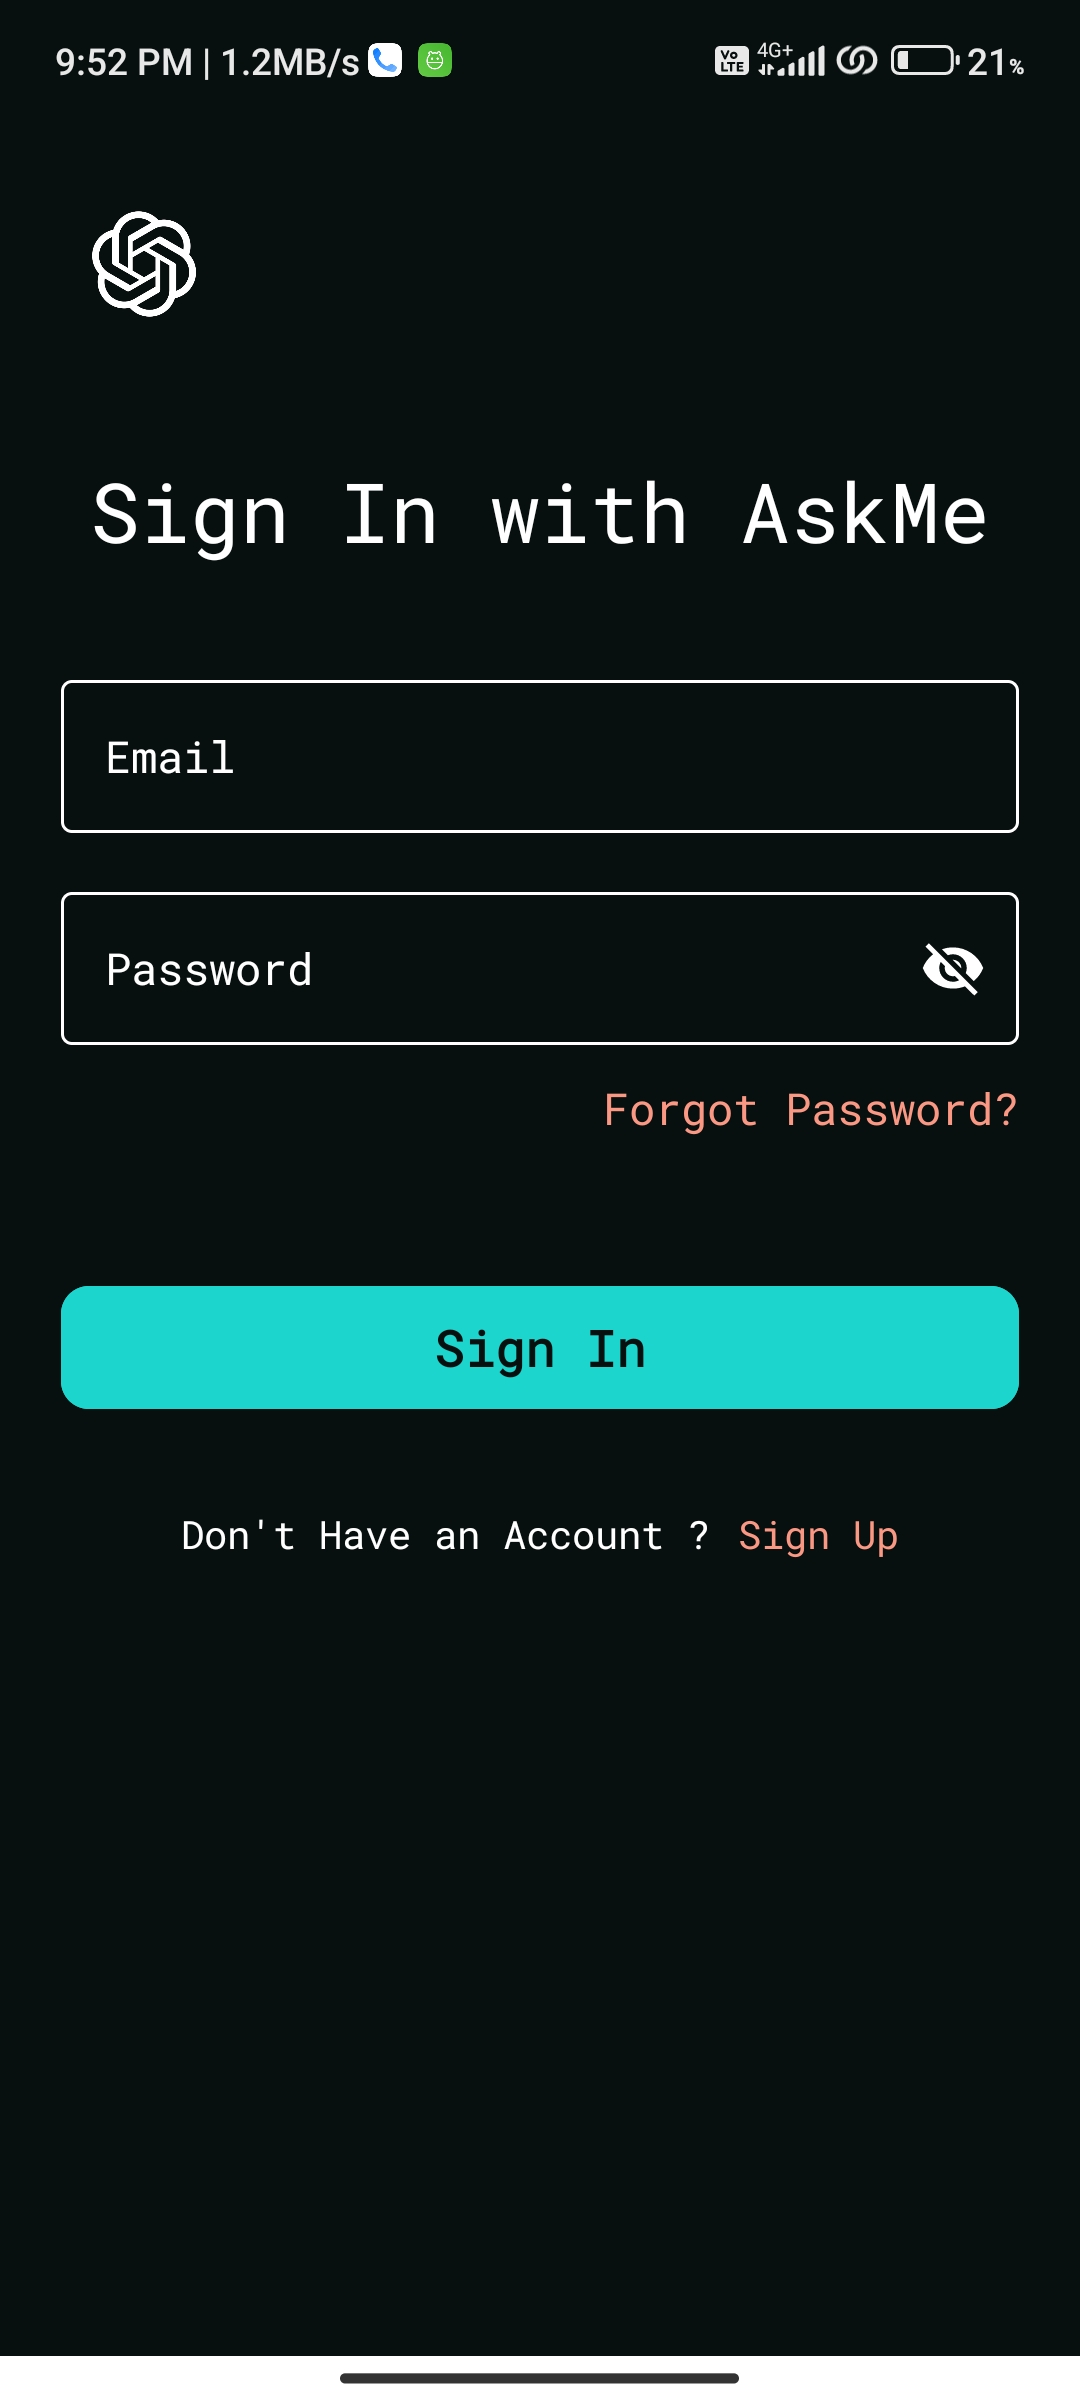 9:52 PM | 1.2MB/s Vo LTE 4G+ 21%
Sign In with AskMe
Email
Password
Forgot Password?
Sign In
Don't Have an Account ? Sign Up